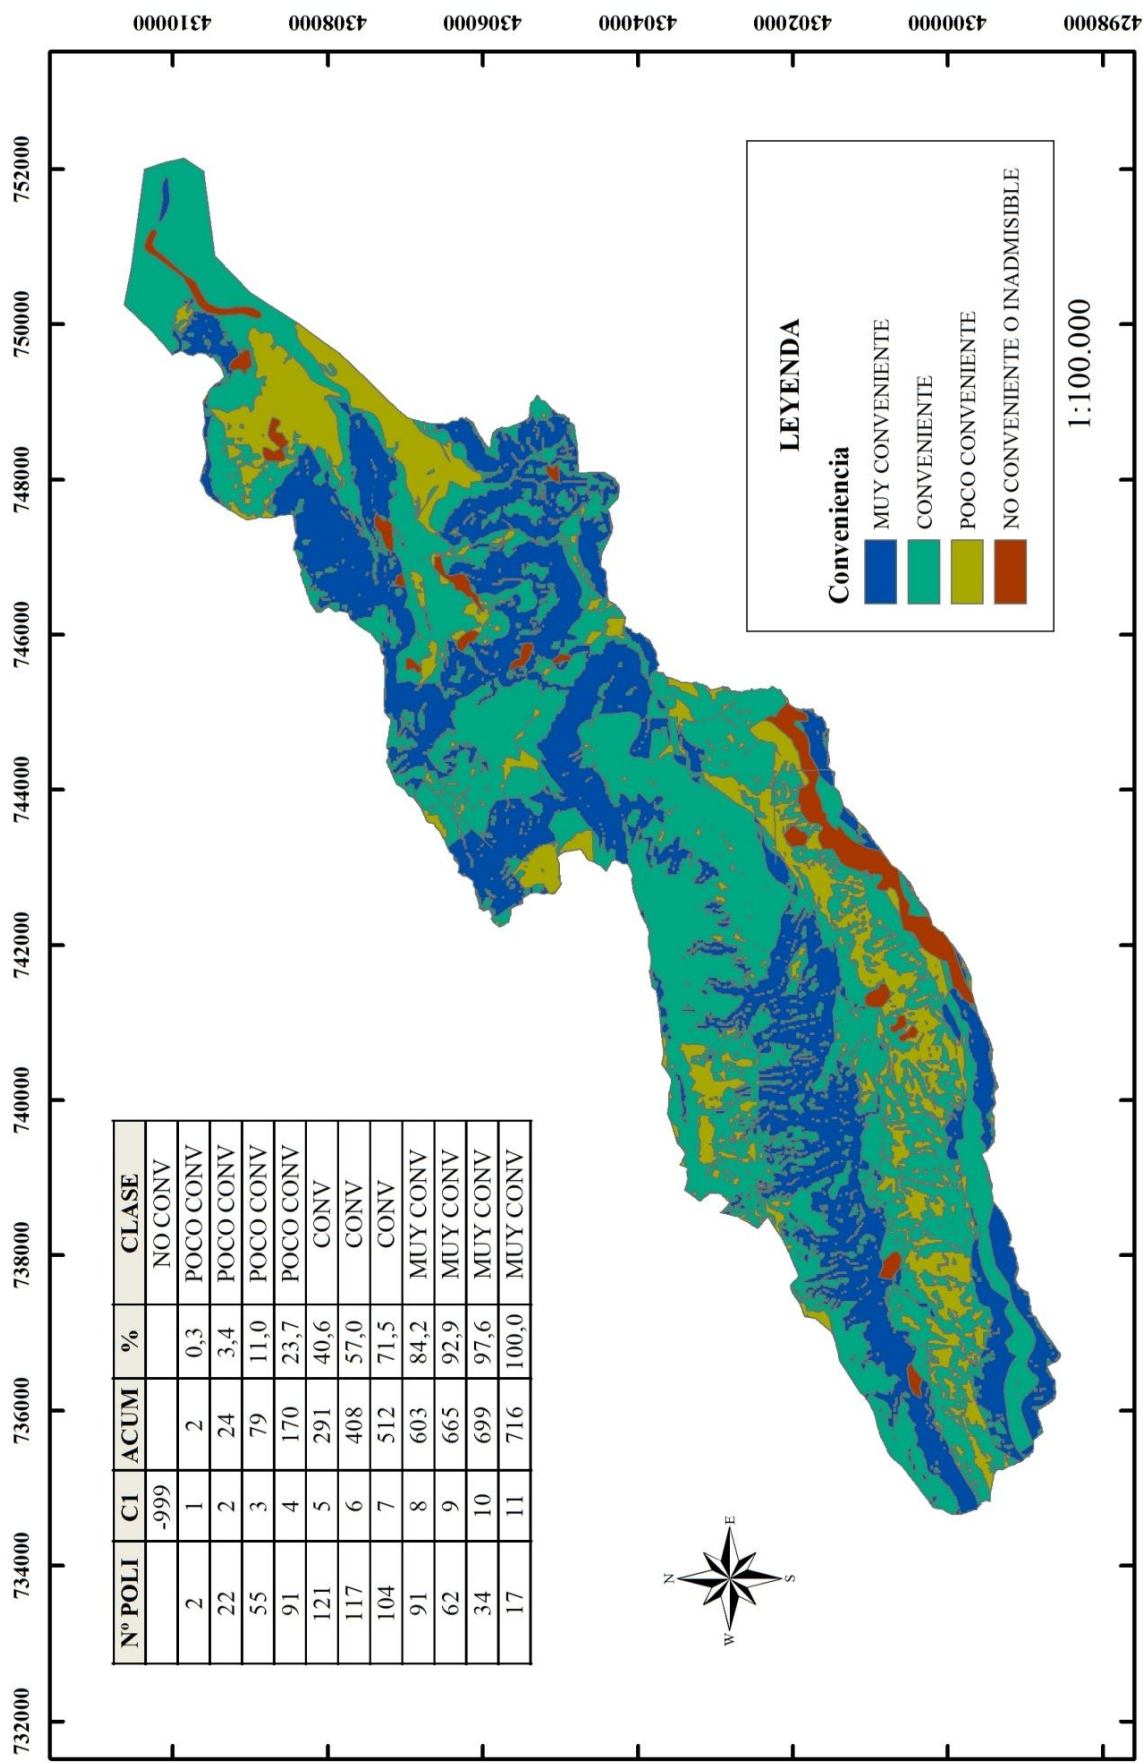 732000 734000 736000 738000 740000 742000 744000 746000 748000 750000 752000
4310000
4308000
4306000
4304000
4302000
4300000
4298000
Nº POLI C1 ACUM % CLASE
-999 NO CONV
2 1 2 0,3 POCO CONV
22 2 24 3,4 POCO CONV
55 3 79 11,0 POCO CONV
91 4 170 23,7 POCO CONV
121 5 291 40,6 CONV
117 6 408 57,0 CONV
104 7 512 71,5 CONV
91 8 603 84,2 MUY CONV
62 9 665 92,9 MUY CONV
34 10 699 97,6 MUY CONV
17 11 716 100,0 MUY CONV
N
W E
S
LEYENDA
Conveniencia
MUY CONVENIENTE
CONVENIENTE
POCO CONVENIENTE
NO CONVENIENTE O INADMISIBLE
1:100.000